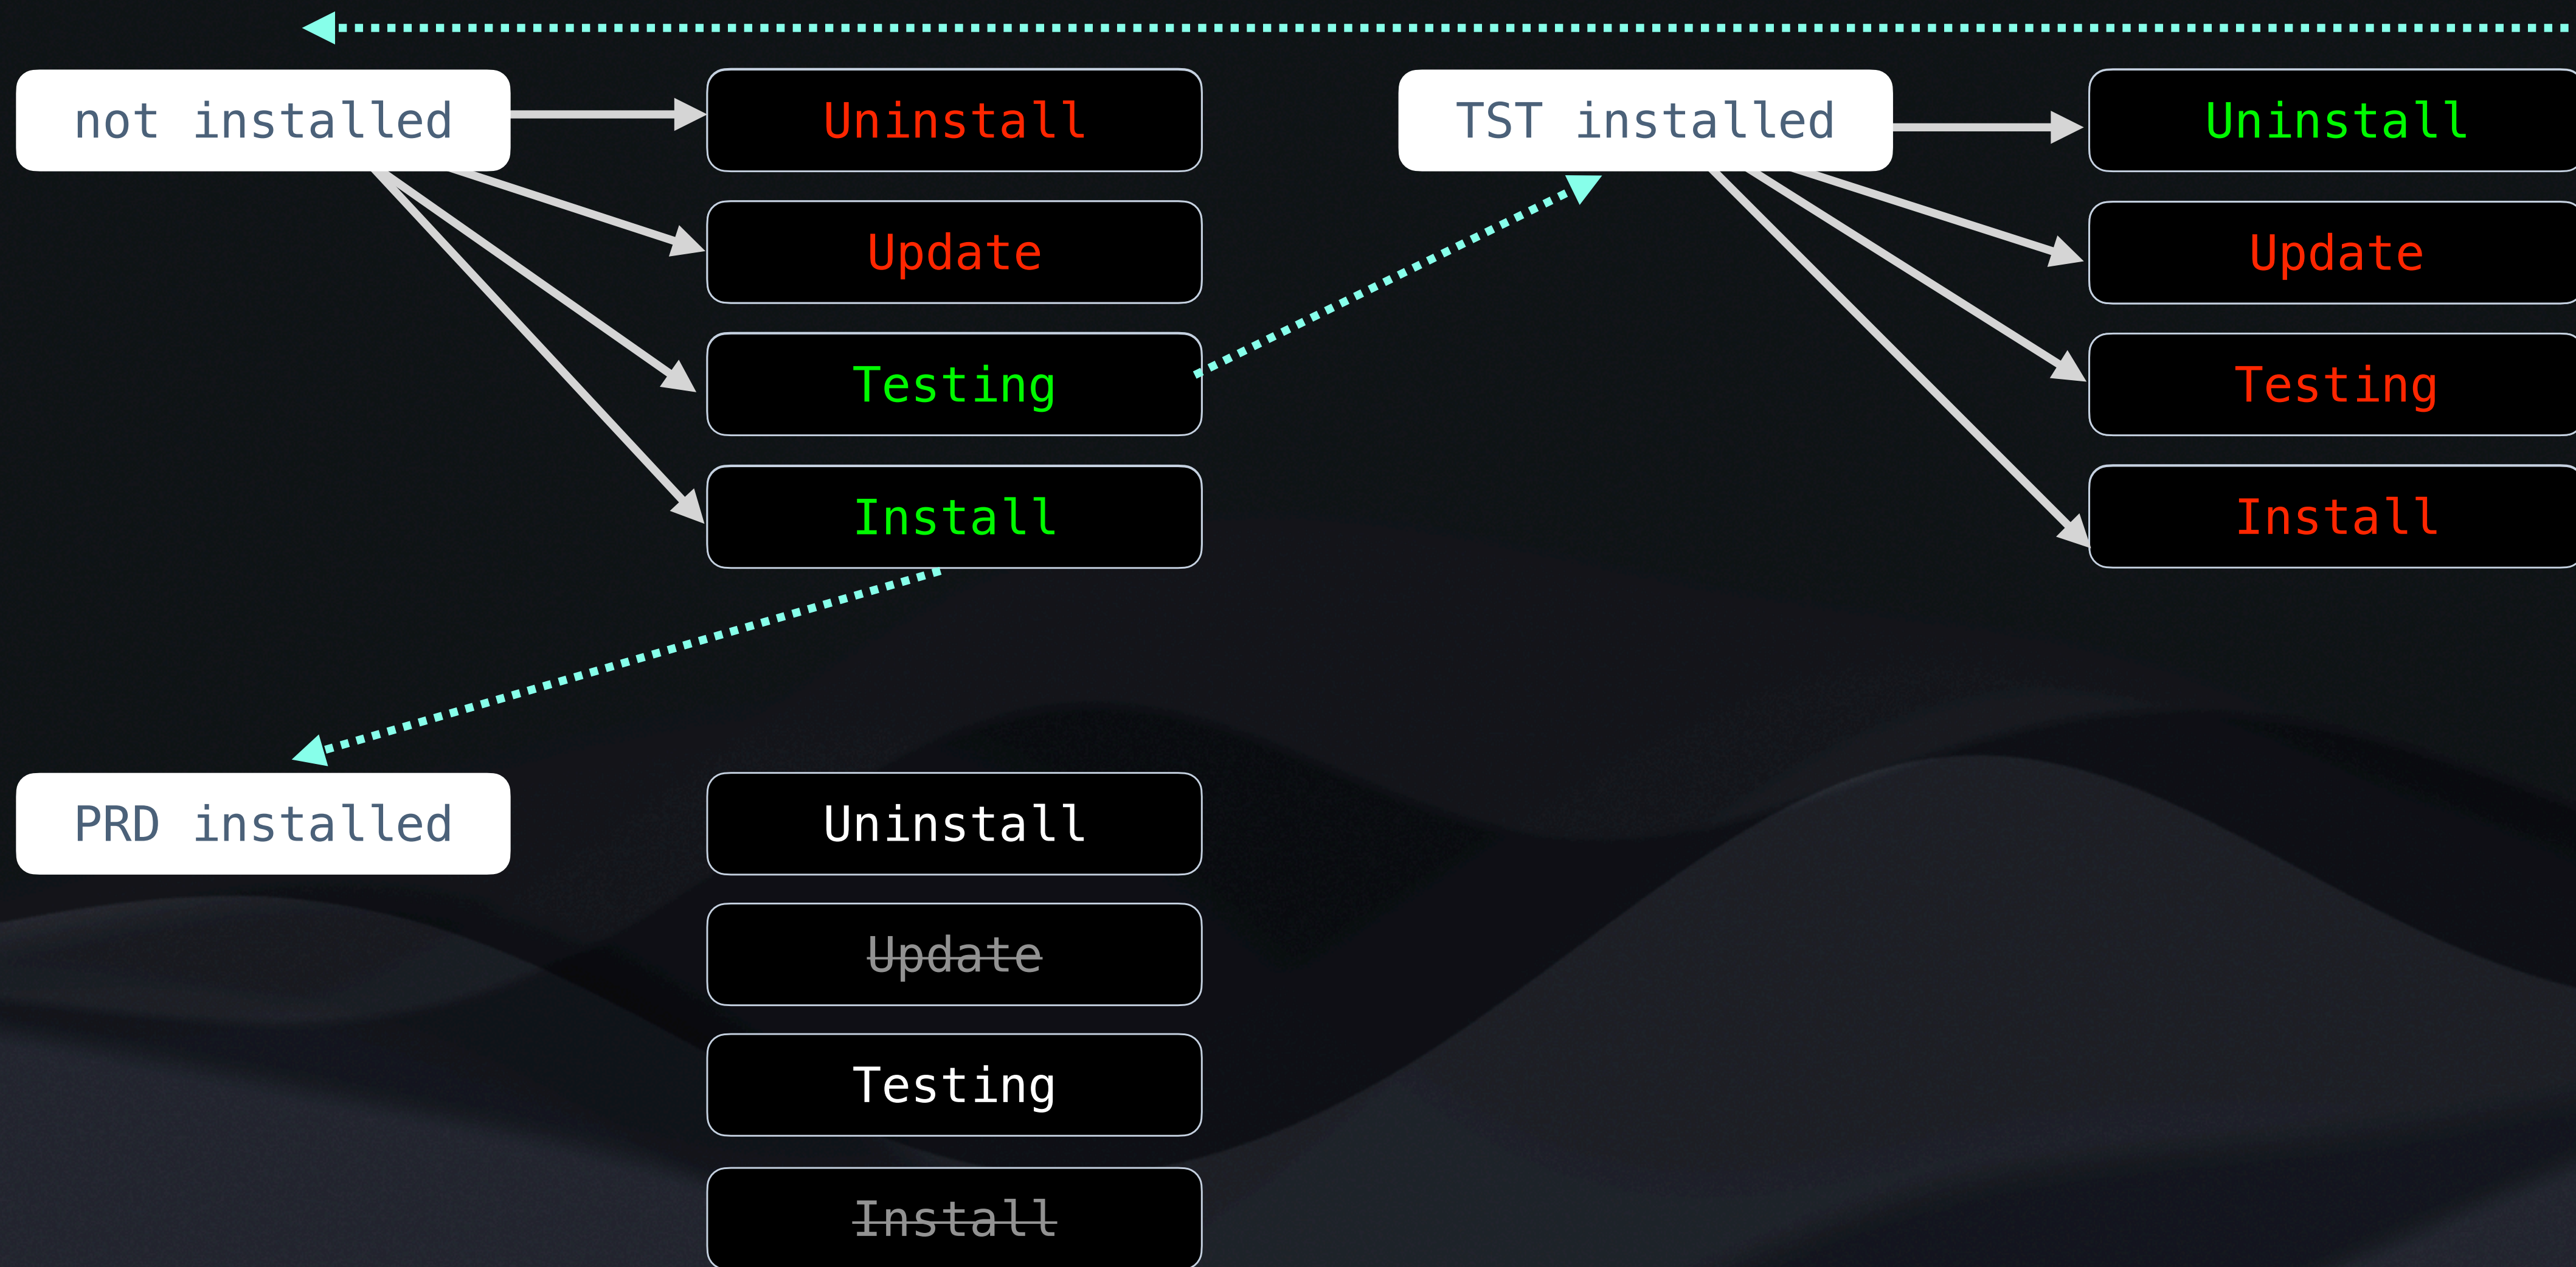 not installed
Uninstall
Update
Testing
Install
TST installed
Uninstall
Update
Testing
Install
PRD installed
Uninstall
Update
Testing
Install